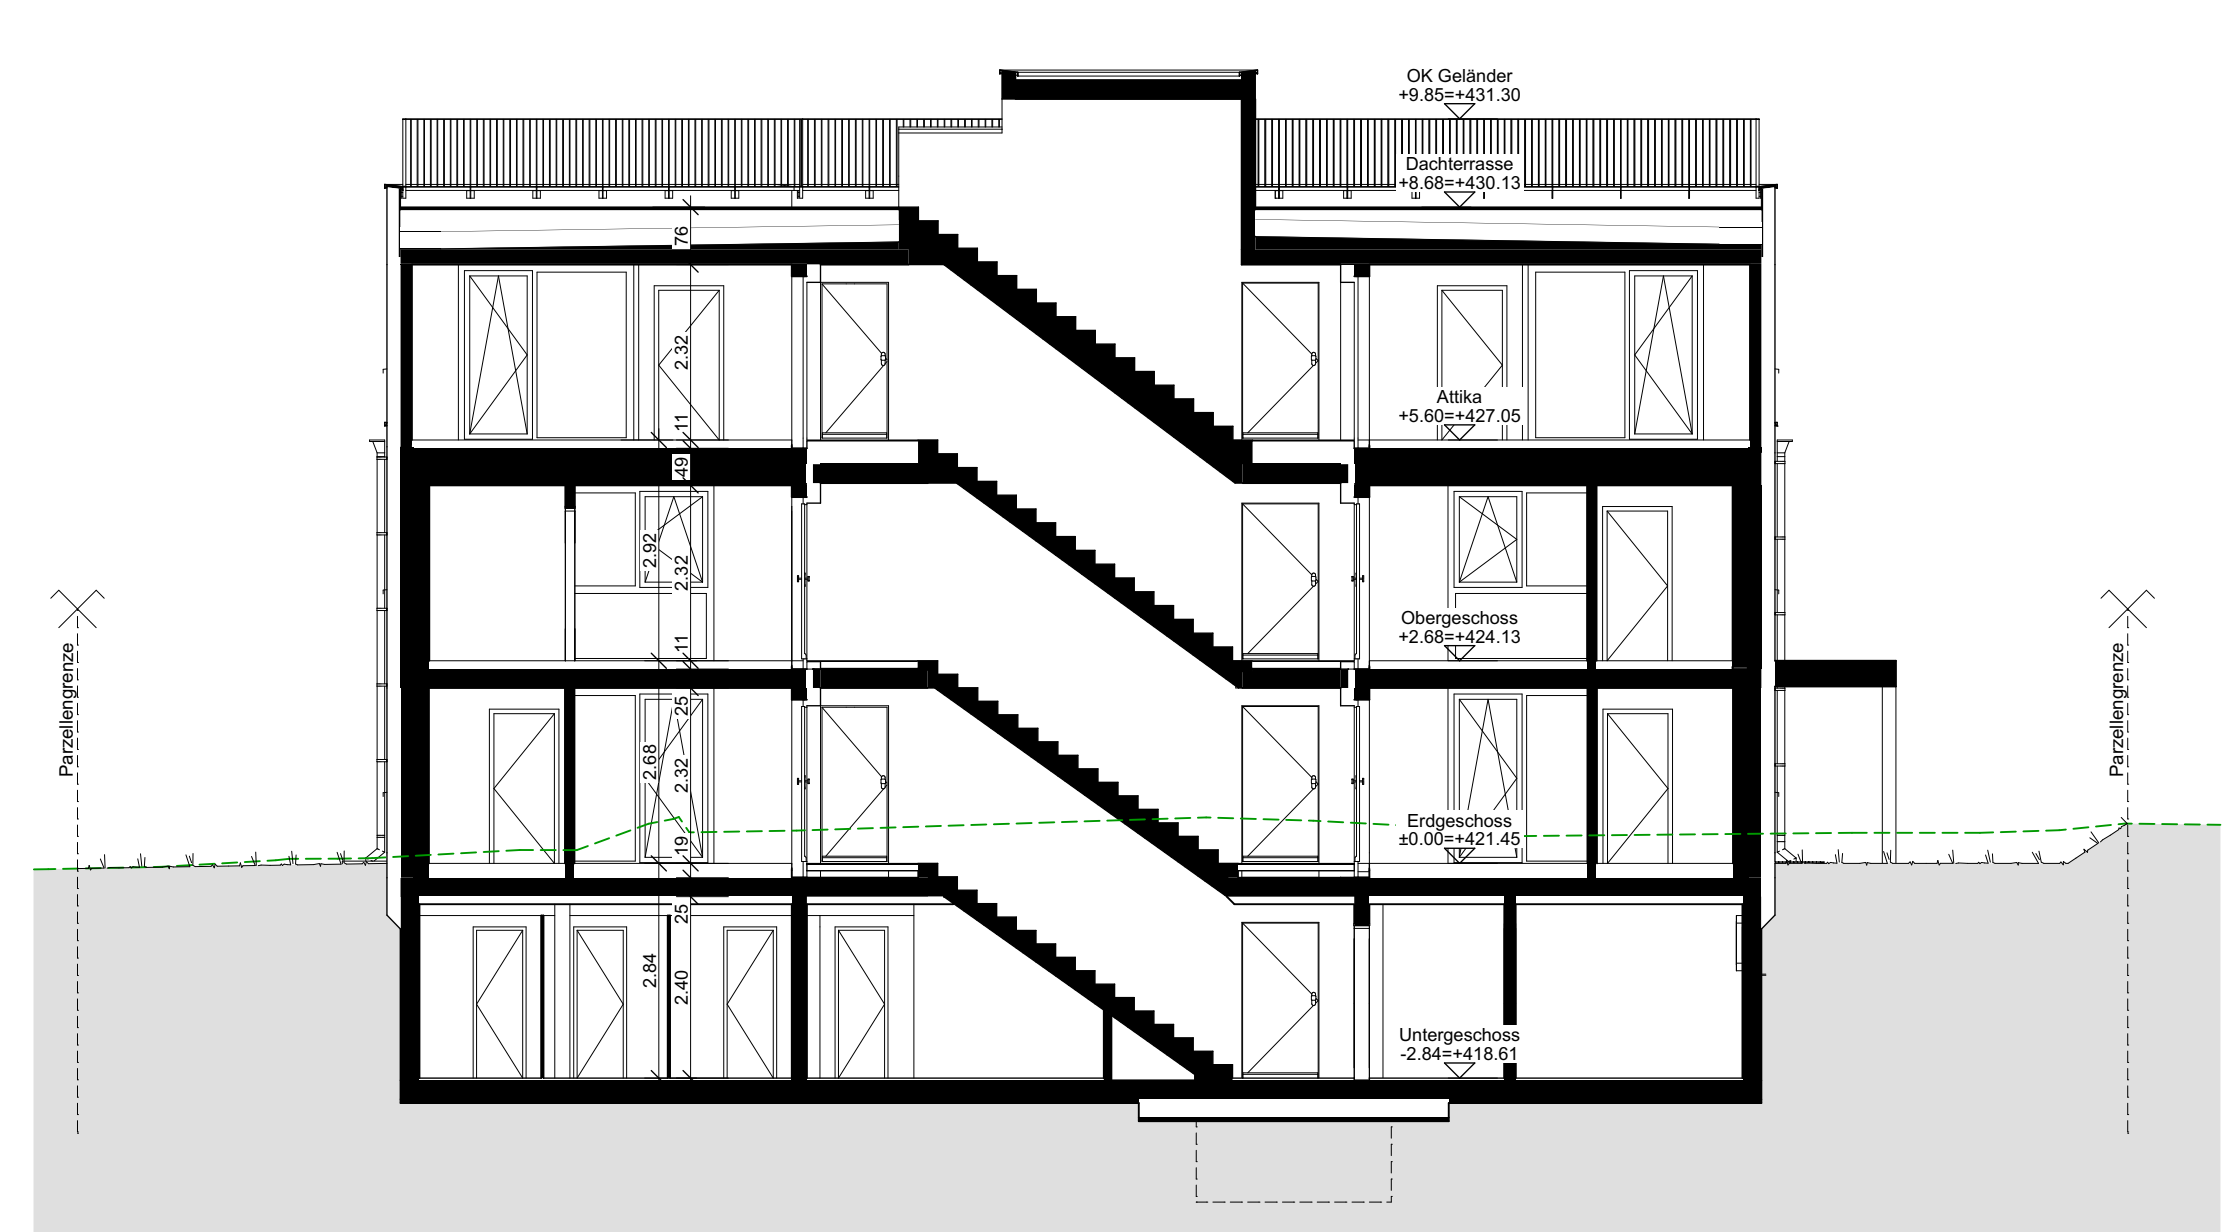 OK Geländer
+9.85=+431.30
Dachterrasse
+8.68=+430.13
76
2.32
11
Attika
+5.60=+427.05
49
2.92
2.32
11
Obergeschoss
+2.68=+424.13
Parzellengrenze
Parzellengrenze
25
2.68
2.32
19
Erdgeschoss
±0.00=+421.45
25
2.84
2.40
Untergeschoss
-2.84=+418.61